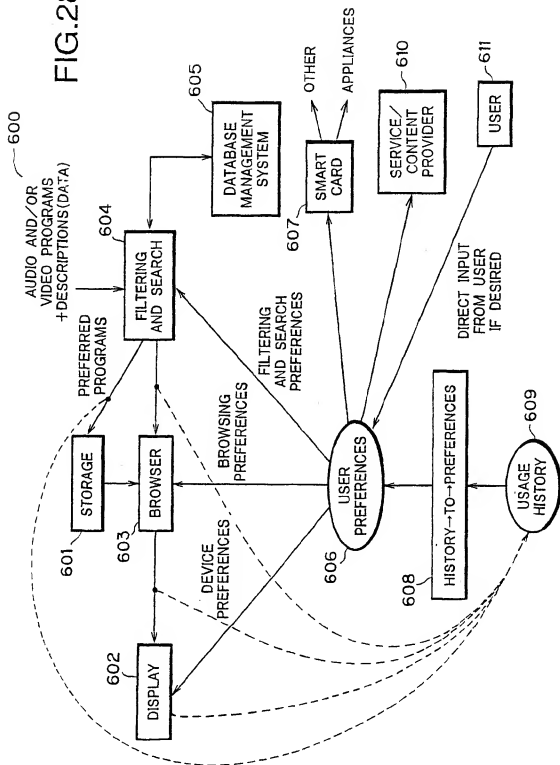 FIG.28
600
AUDIO AND/OR
VIDEO PROGRAMS
+DESCRIPTIONS(DATA)
604
FILTERING
AND SEARCH
605
DATABASE
MANAGEMENT
SYSTEM
PREFERRED
PROGRAMS
STORAGE
601
BROWSER
603
DISPLAY
602
BROWSING
PREFERENCES
FILTERING
AND SEARCH
PREFERENCES
DEVICE
PREFERENCES
OTHER
APPLIANCES
SMART
CARD
607
SERVICE/
CONTENT
PROVIDER
610
USER
611
DIRECT INPUT
FROM USER
IF DESIRED
USER
PREFERENCES
606
HISTORY→TO→PREFERENCES
608
USAGE
HISTORY
609